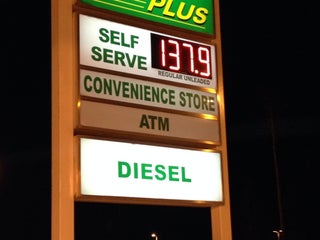 PLUS
SELF
SERVE
137.9
REGULAR UNLEADED
CONVENIENCE STORE
ATM
DIESEL